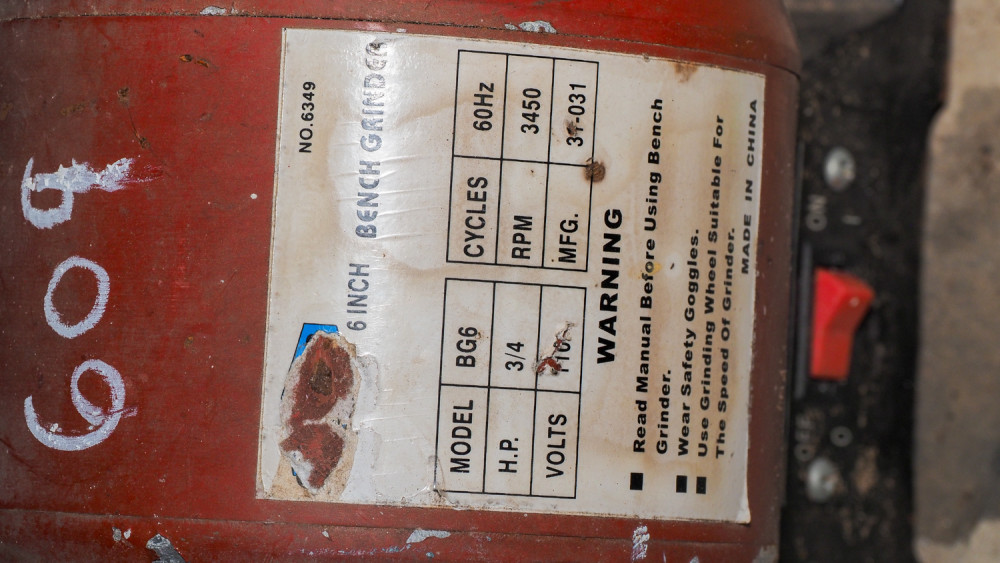 609
NO.6349
6 INCH BENCH GRINDER
MODEL BG6 CYCLES 60Hz
H.P. 3/4 RPM 3450
VOLTS MFG.
WARNING
■ Read Manual Before Using Bench
Grinder.
■ Wear Safety Goggles.
■ Use Grinding Wheel Suitable For
The Speed Of Grinder.
MADE IN CHINA
OFF ON
O I